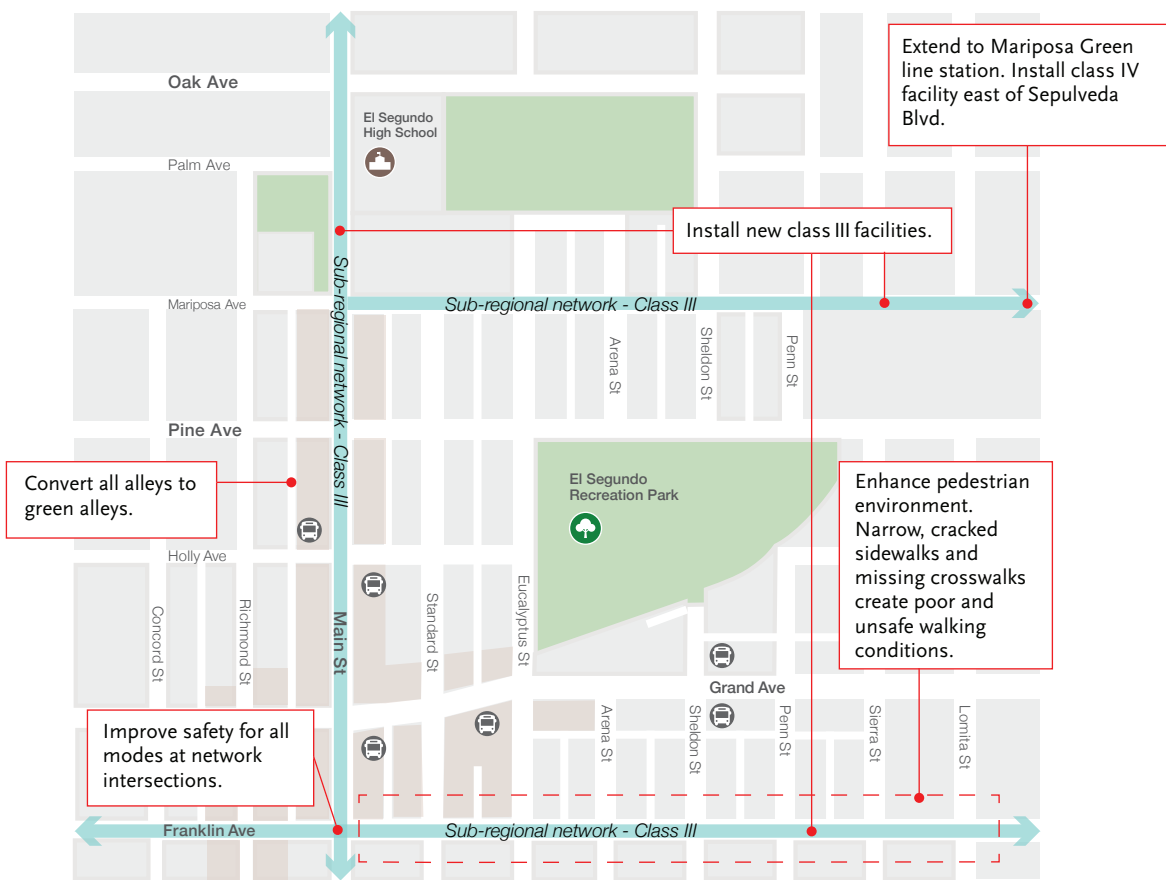 Extend to Mariposa Green
line station. Install class IV
facility east of Sepulveda
Blvd.
Oak Ave
El Segundo
High School
Palm Ave
Install new class III facilities.
Sub-regional network - Class III
Mariposa Ave
Sub-regional network - Class III
Arena St
Sheldon St
Penn St
Pine Ave
Convert all alleys to
green alleys.
El Segundo
Recreation Park
Enhance pedestrian
environment.
Narrow, cracked
sidewalks and
missing crosswalks
create poor and
unsafe walking
conditions.
Holly Ave
Concord St
Richmond St
Main St
Standard St
Eucalyptus St
Grand Ave
Arena St
Sheldon St
Penn St
Sierra St
Lomita St
Improve safety for all
modes at network
intersections.
Franklin Ave
Sub-regional network - Class III